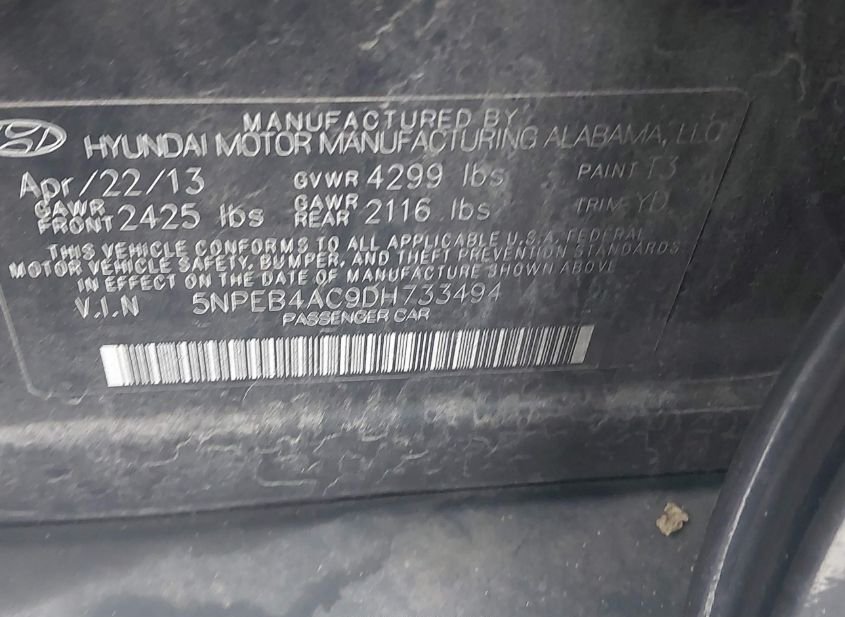 MANUFACTURED BY
HYUNDAI MOTOR MANUFACTURING ALABAMA, LLC
Apr/22/13 GVWR 4299 lbs PAINT T3
GAWR FRONT 2425 lbs GAWR REAR 2116 lbs TRIM YD
THIS VEHICLE CONFORMS TO ALL APPLICABLE U.S.A. FEDERAL
MOTOR VEHICLE SAFETY, BUMPER, AND THEFT PREVENTION STANDARDS
IN EFFECT ON THE DATE OF MANUFACTURE SHOWN ABOVE
V.I.N 5NPEB4AC9DH733494
PASSENGER CAR